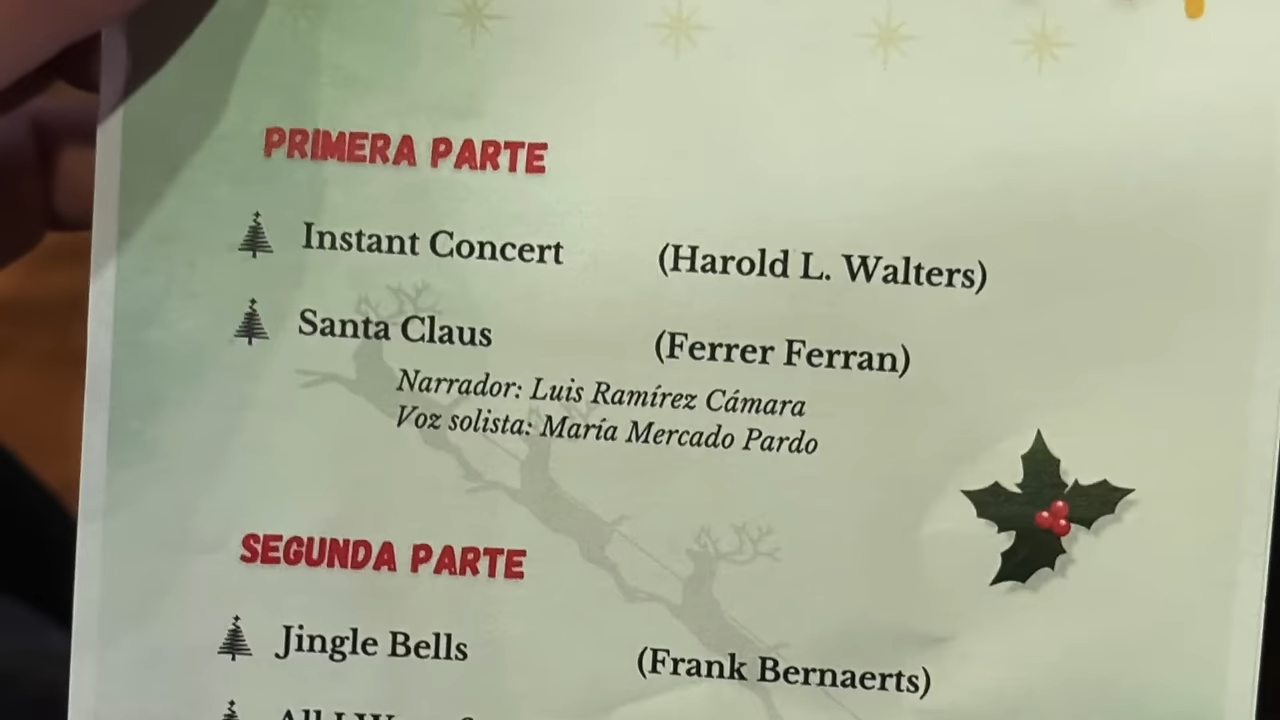 PRIMERA PARTE
Instant Concert (Harold L. Walters)
Santa Claus (Ferrer Ferran)
Narrador: Luis Ramírez Cámara
Voz solista: María Mercado Pardo
SEGUNDA PARTE
Jingle Bells (Frank Bernaerts)
All I